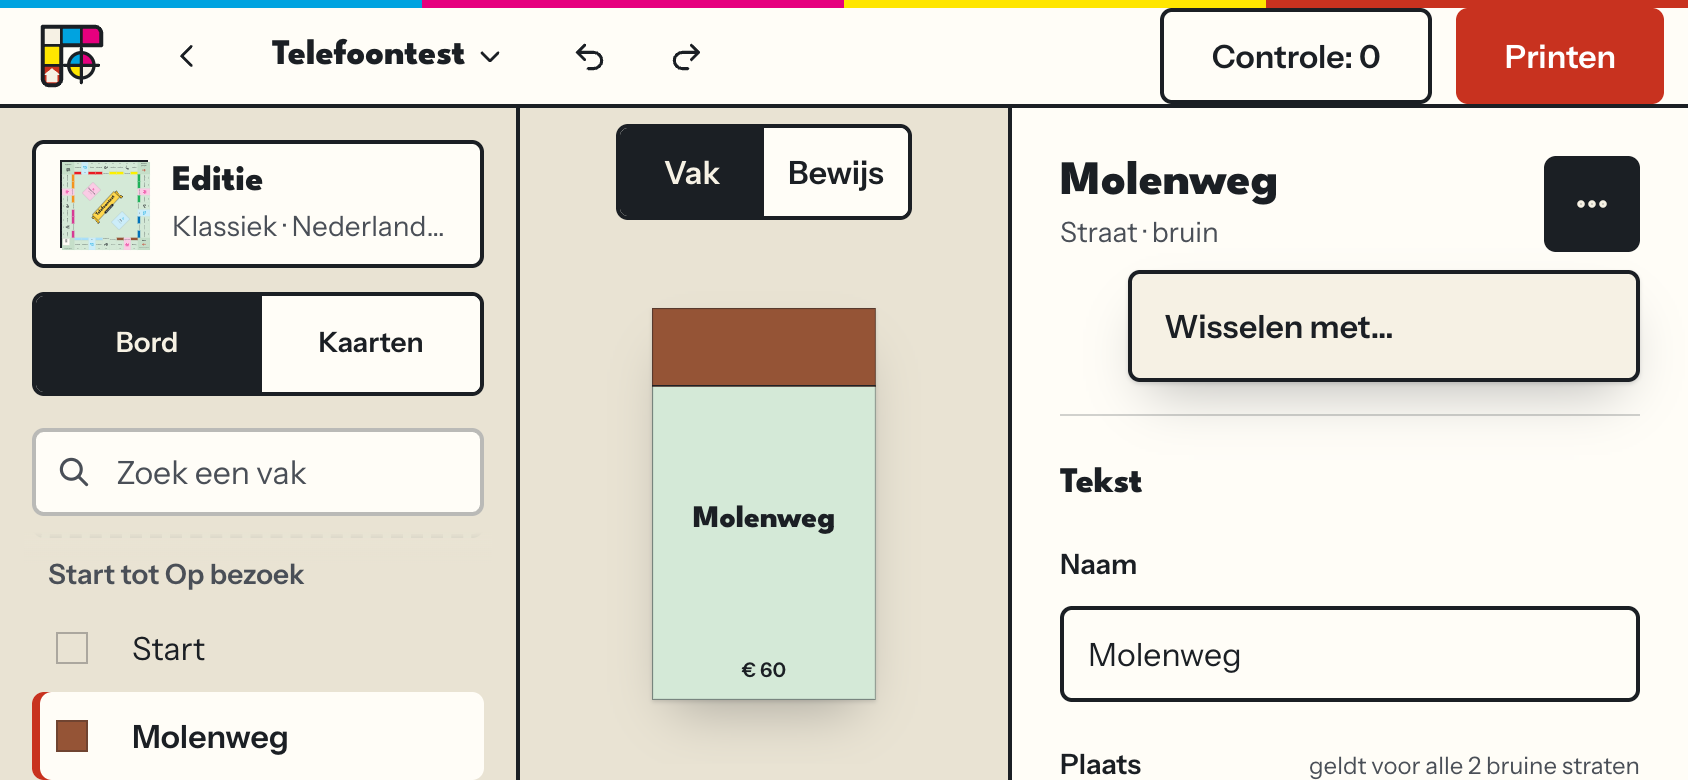 Telefoontest
Controle: 0
Printen
Editie
Klassiek · Nederland...
Bord
Kaarten
Zoek een vak
Start tot Op bezoek
Start
Molenweg
Vak
Bewijs
Molenweg
€ 60
Molenweg
Straat · bruin
Wisselen met...
Tekst
Naam
Molenweg
Plaats
geldt voor alle 2 bruine straten